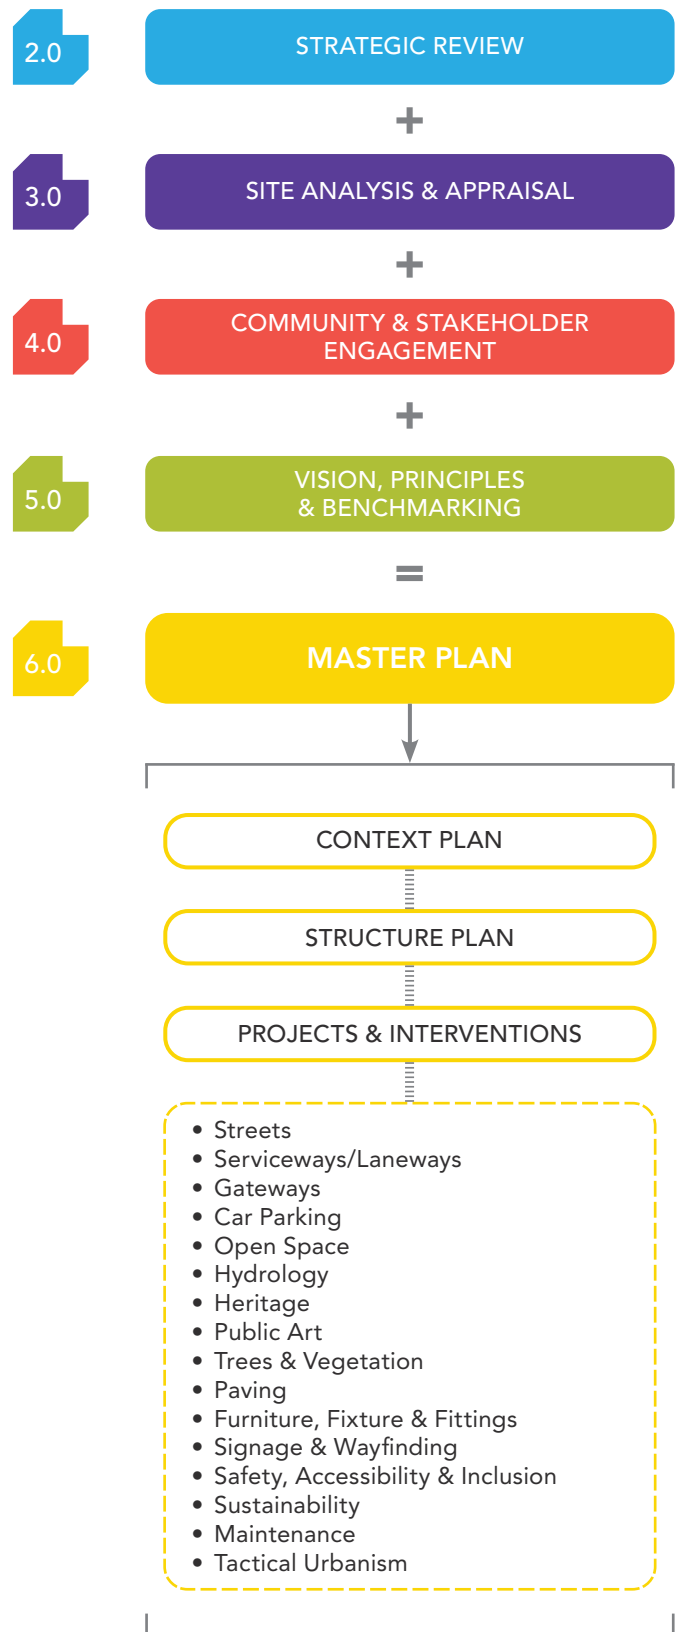 2.0
STRATEGIC REVIEW
+
3.0
SITE ANALYSIS & APPRAISAL
+
4.0
COMMUNITY & STAKEHOLDER
ENGAGEMENT
+
5.0
VISION, PRINCIPLES
& BENCHMARKING
=
6.0
MASTER PLAN
CONTEXT PLAN
STRUCTURE PLAN
PROJECTS & INTERVENTIONS
• Streets
• Serviceways/Laneways
• Gateways
• Car Parking
• Open Space
• Hydrology
• Heritage
• Public Art
• Trees & Vegetation
• Paving
• Furniture, Fixture & Fittings
• Signage & Wayfinding
• Safety, Accessibility & Inclusion
• Sustainability
• Maintenance
• Tactical Urbanism